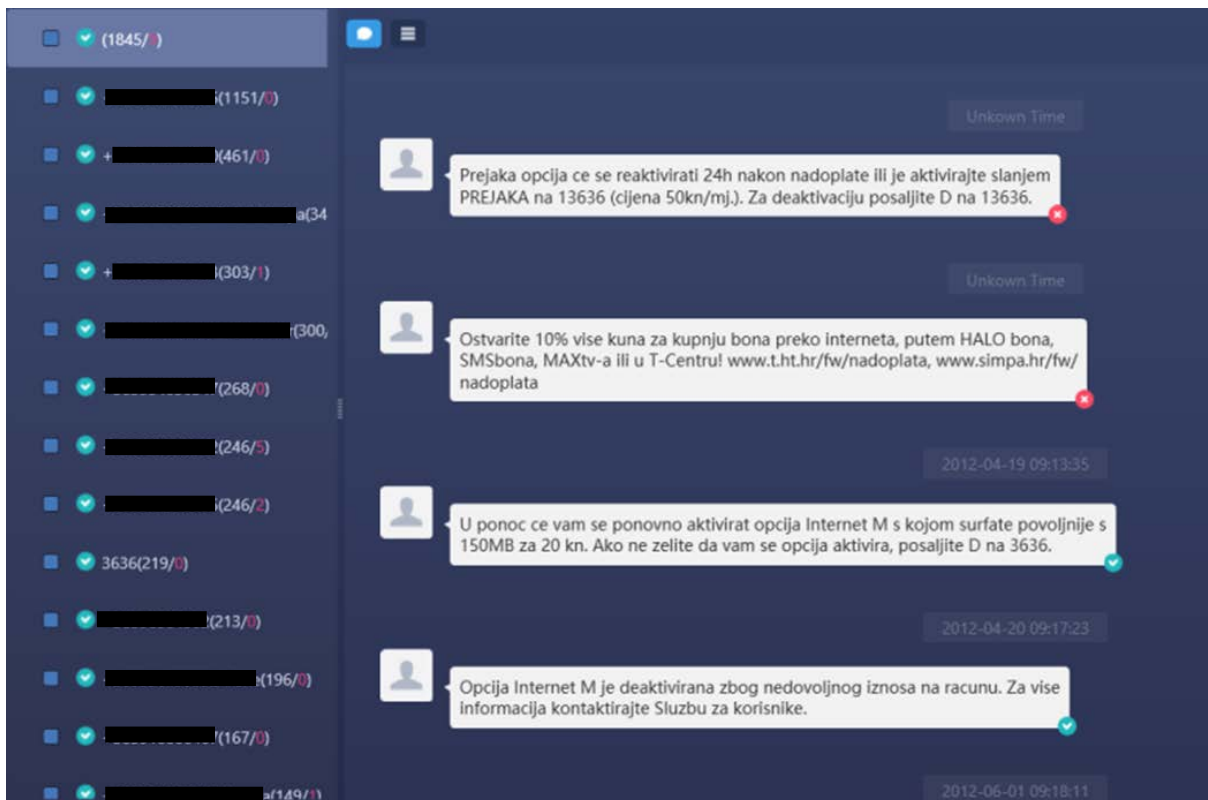 (1845/0)
(1151/0)
+
(461/0)
a(34
+
(303/1)
r(300,
(268/0)
(246/5)
(246/2)
3636(219/0)
(213/0)
(196/0)
(167/0)
a(149/1)
Unkown Time
Prejaka opcija ce se reaktivirati 24h nakon nadoplate ili je aktivirajte slanjem
PREJAKA na 13636 (cijena 50kn/mj.). Za deaktivaciju posaljite D na 13636.
Unkown Time
Ostvarite 10% vise kuna za kupnju bona preko interneta, putem HALO bona,
SMSbona, MAXtv-a ili u T-Centru! www.t.ht.hr/fw/nadoplata, www.simpa.hr/fw/
nadoplata
2012-04-19 09:13:35
U ponoc ce vam se ponovno aktivirat opcija Internet M s kojom surfate povoljnije s
150MB za 20 kn. Ako ne zelite da vam se opcija aktivira, posaljite D na 3636.
2012-04-20 09:17:23
Opcija Internet M je deaktivirana zbog nedovoljnog iznosa na racunu. Za vise
informacija kontaktirajte Sluzbu za korisnike.
2012-06-01 09:18:11